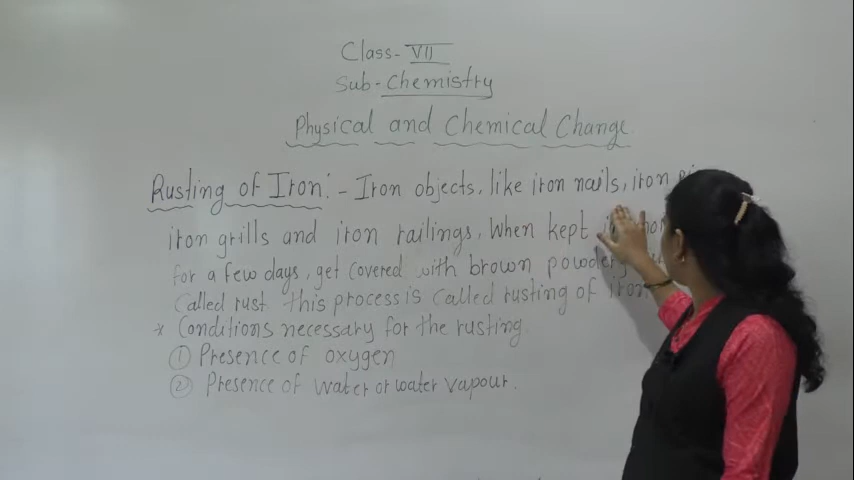 Class- VII
Sub- Chemistry
Physical and Chemical Change
Rusting of Iron: - Iron objects, like iron nails, iron
iron grills and iron railings, When kept
for a few days, get covered with brown powdery
Called rust this process is Called rusting of iron
* Conditions necessary for the rusting.
① Presence of oxygen
② Presence of water or water vapour.